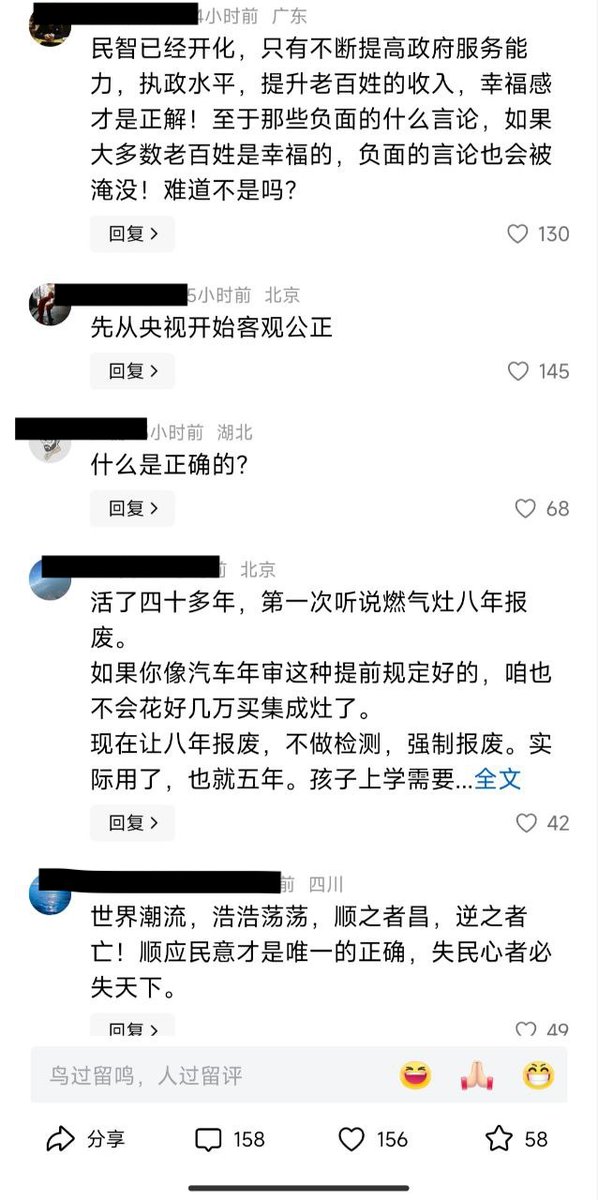 4小时前 广东
民智已经开化，只有不断提高政府服务能
力，执政水平，提升老百姓的收入，幸福感
才是正解！至于那些负面的什么言论，如果
大多数老百姓是幸福的，负面的言论也会被
淹没！难道不是吗？
回复
130
5小时前 北京
先从央视开始客观公正
回复
145
小时前 湖北
什么是正确的？
回复
68
前 北京
活了四十多年，第一次听说燃气灶八年报
废。
如果你像汽车年审这种提前规定好的，咱也
不会花好几万买集成灶了。
现在让八年报废，不做检测，强制报废。实
际用了，也就五年。孩子上学需要...全文
回复
42
前 四川
世界潮流，浩浩荡荡，顺之者昌，逆之者
亡！顺应民意才是唯一的正确，失民心者必
失天下。
回复
49
鸟过留鸣，人过留评
分享 158 156 58